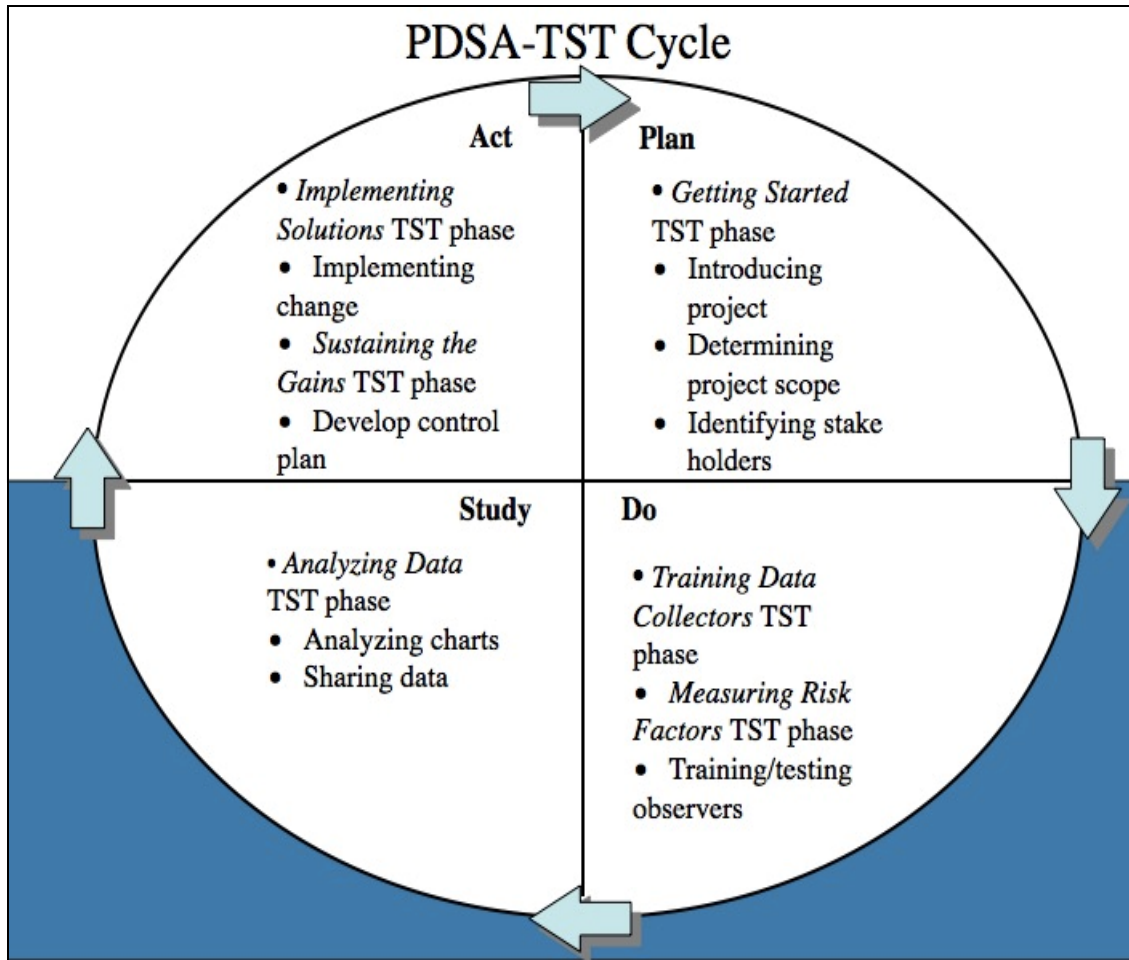 PDSA-TST Cycle
Act
• Implementing
Solutions TST phase
• Implementing
change
• Sustaining the
Gains TST phase
• Develop control
plan
Plan
• Getting Started
TST phase
• Introducing
project
• Determining
project scope
• Identifying stake
holders
Study
• Analyzing Data
TST phase
• Analyzing charts
• Sharing data
Do
• Training Data
Collectors TST
phase
• Measuring Risk
Factors TST phase
• Training/testing
observers